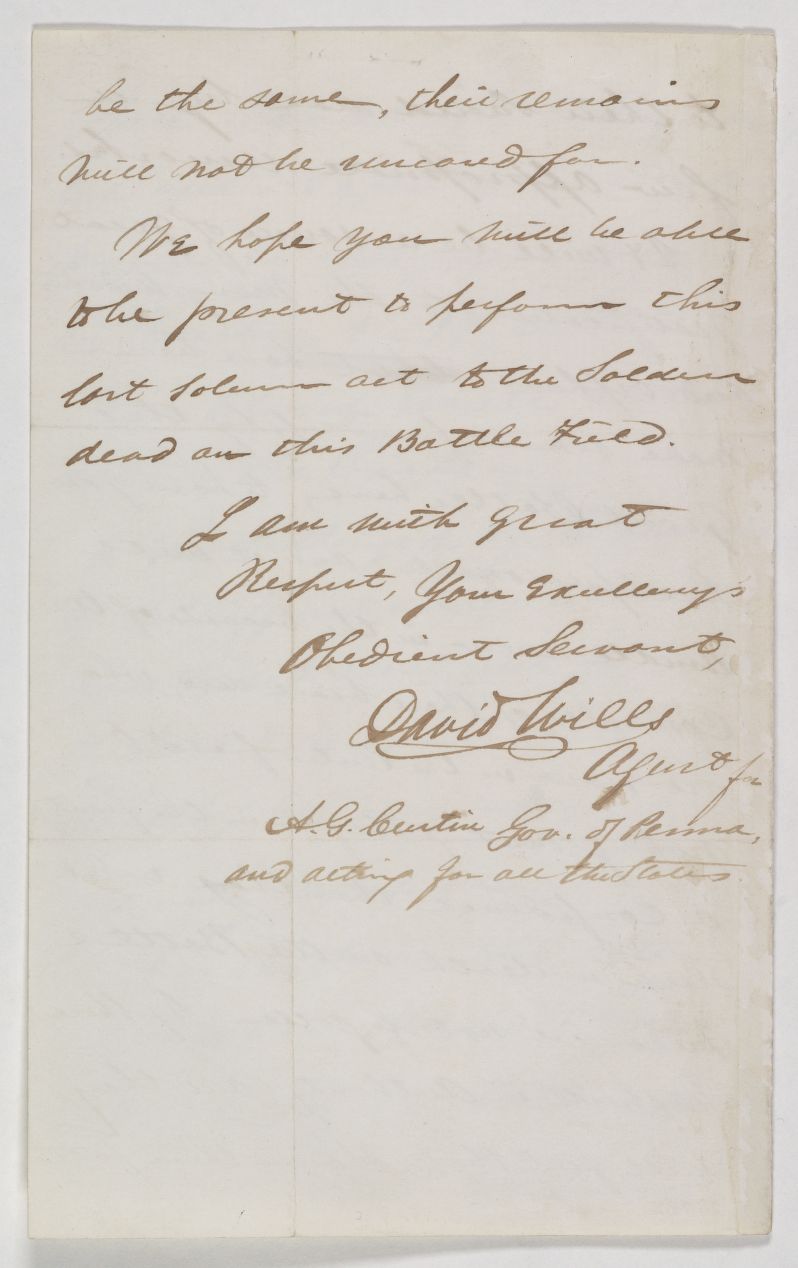 be the same, their remains
will not be uncared for.
We hope you will be able
to be present to perform this
last solemn act to the Soldier
dead on this Battle Field.
I am with great
Respect, Your Excellency's
Obedient Servant,
David Wills
Agent for
A. G. Curtin Gov. of Penna,
and acting for all the States.